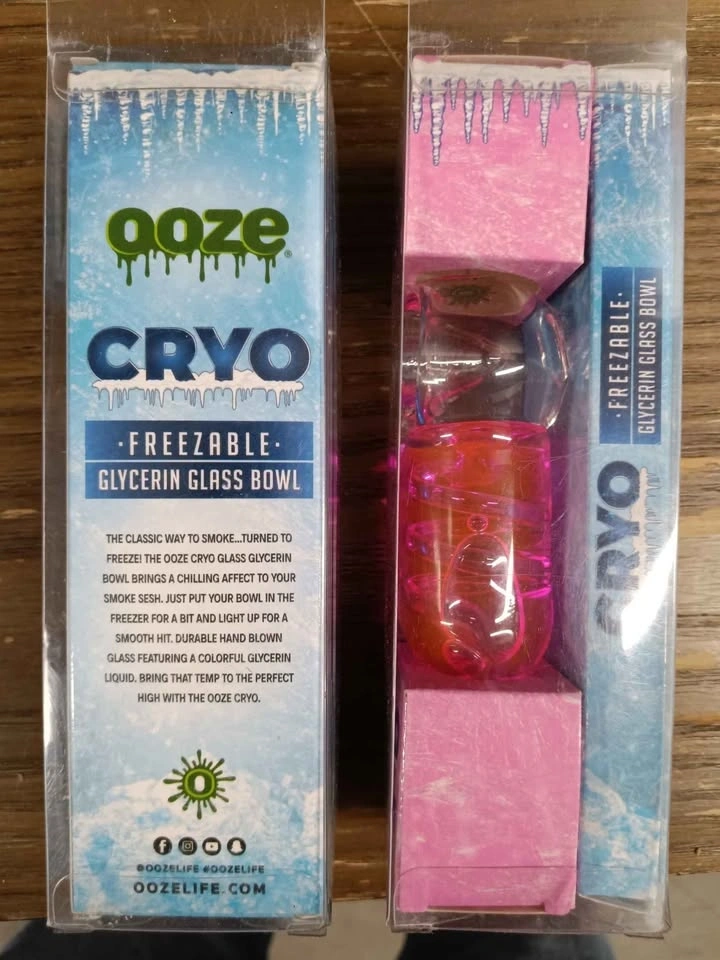 ooze®
CRYO
·FREEZABLE·
GLYCERIN GLASS BOWL
THE CLASSIC WAY TO SMOKE...TURNED TO
FREEZE! THE OOZE CRYO GLASS GLYCERIN
BOWL BRINGS A CHILLING AFFECT TO YOUR
SMOKE SESH. JUST PUT YOUR BOWL IN THE
FREEZER FOR A BIT AND LIGHT UP FOR A
SMOOTH HIT. DURABLE HAND BLOWN
GLASS FEATURING A COLORFUL GLYCERIN
LIQUID. BRING THAT TEMP TO THE PERFECT
HIGH WITH THE OOZE CRYO.
O
@OOZELIFE #OOZELIFE
OOZELIFE.COM
CRYO
·FREEZABLE·
GLYCERIN GLASS BOWL